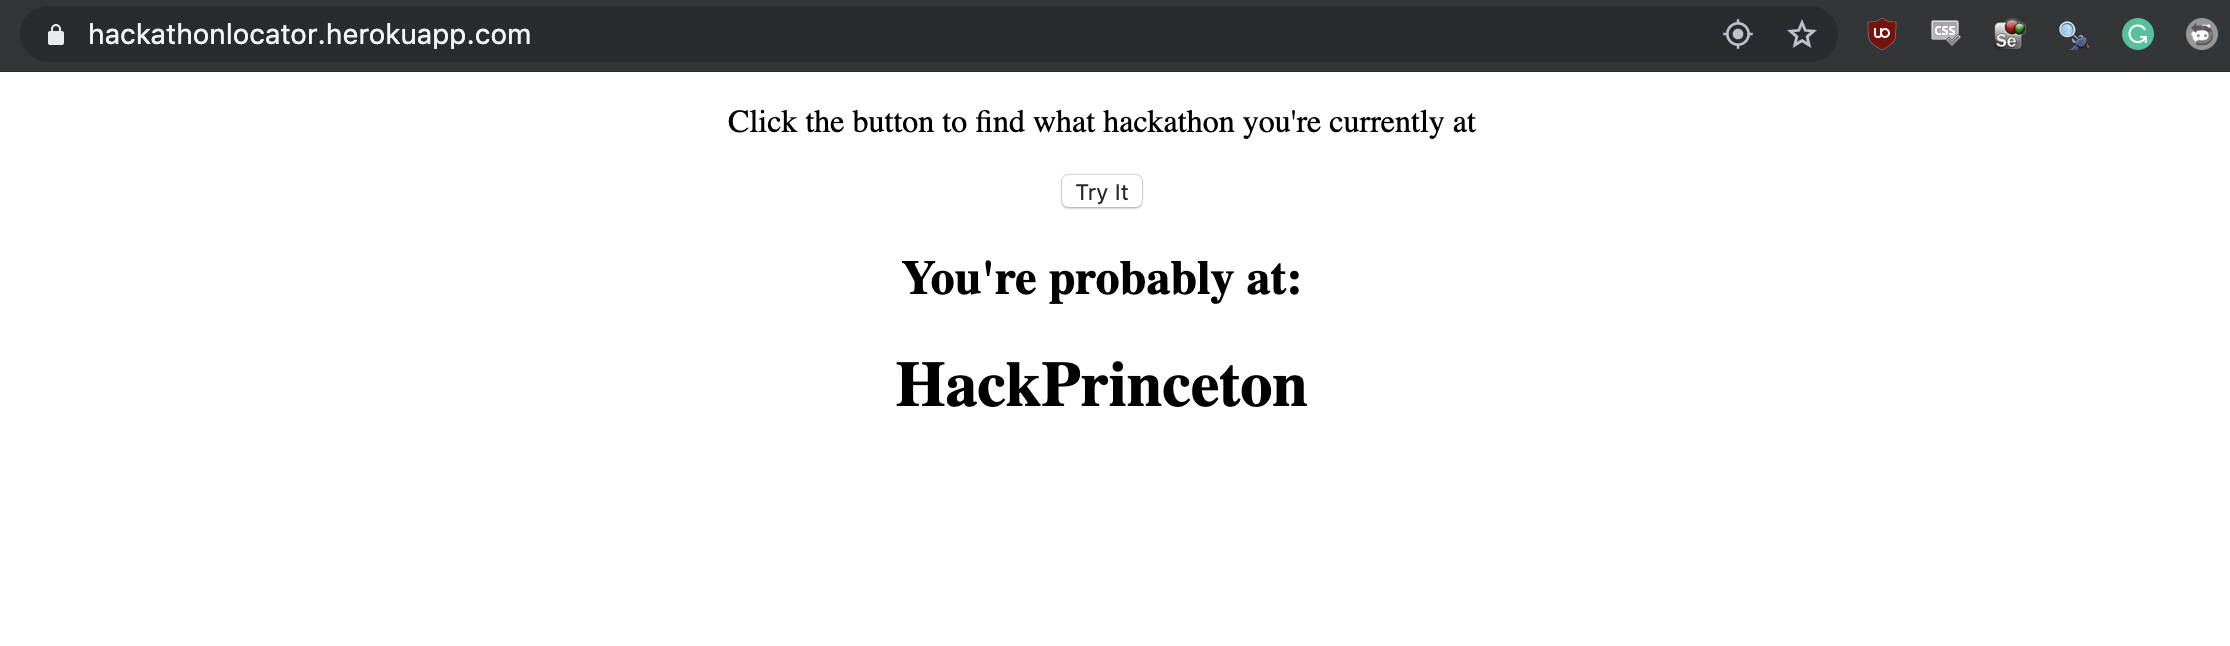 hackathonlocator.herokuapp.com
UO
CSS
Se
G
Click the button to find what hackathon you're currently at
Try It
You're probably at:
HackPrinceton